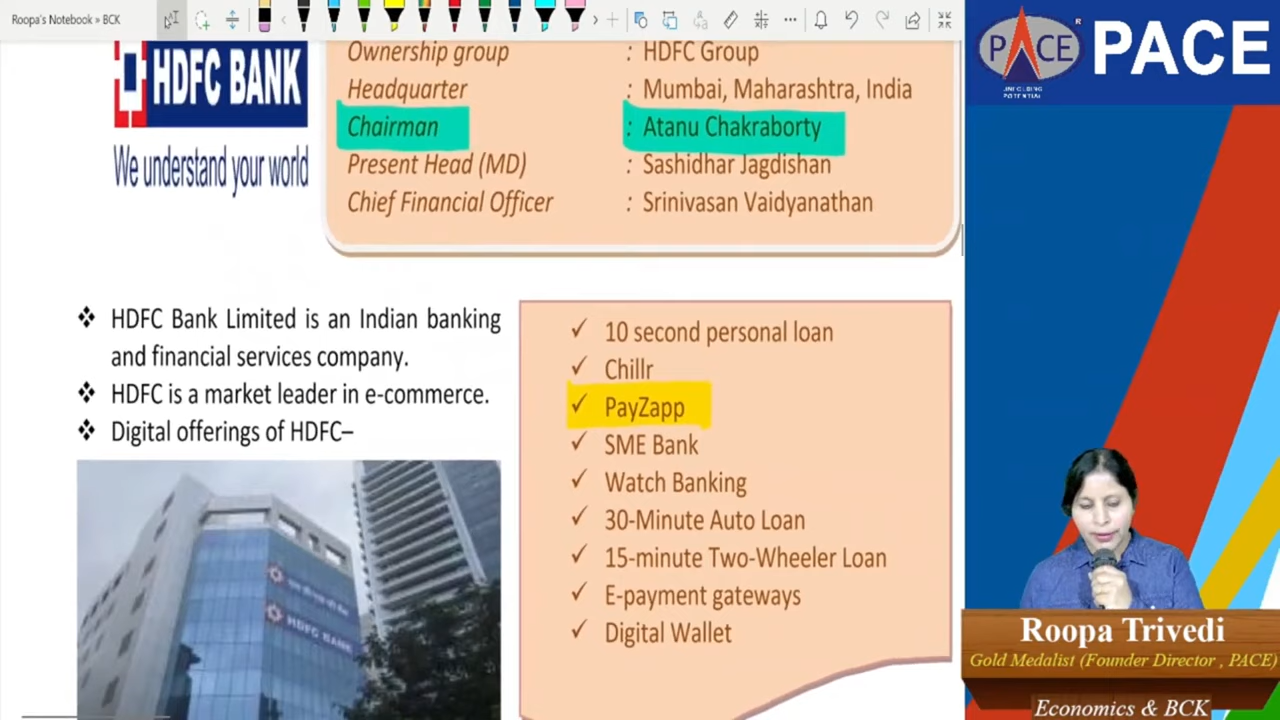 Roopa's Notebook » BCK
HDFC BANK
We understand your world
Ownership group : HDFC Group
Headquarter : Mumbai, Maharashtra, India
Chairman : Atanu Chakraborty
Present Head (MD) : Sashidhar Jagdishan
Chief Financial Officer : Srinivasan Vaidyanathan
❖ HDFC Bank Limited is an Indian banking
and financial services company.
❖ HDFC is a market leader in e-commerce.
❖ Digital offerings of HDFC–
HDFC BANK
✓ 10 second personal loan
✓ Chillr
✓ PayZapp
✓ SME Bank
✓ Watch Banking
✓ 30-Minute Auto Loan
✓ 15-minute Two-Wheeler Loan
✓ E-payment gateways
✓ Digital Wallet
PACE
®
POTENTIAL
PACE
Roopa Trivedi
Gold Medalist (Founder Director , PACE)
Economics & BCK